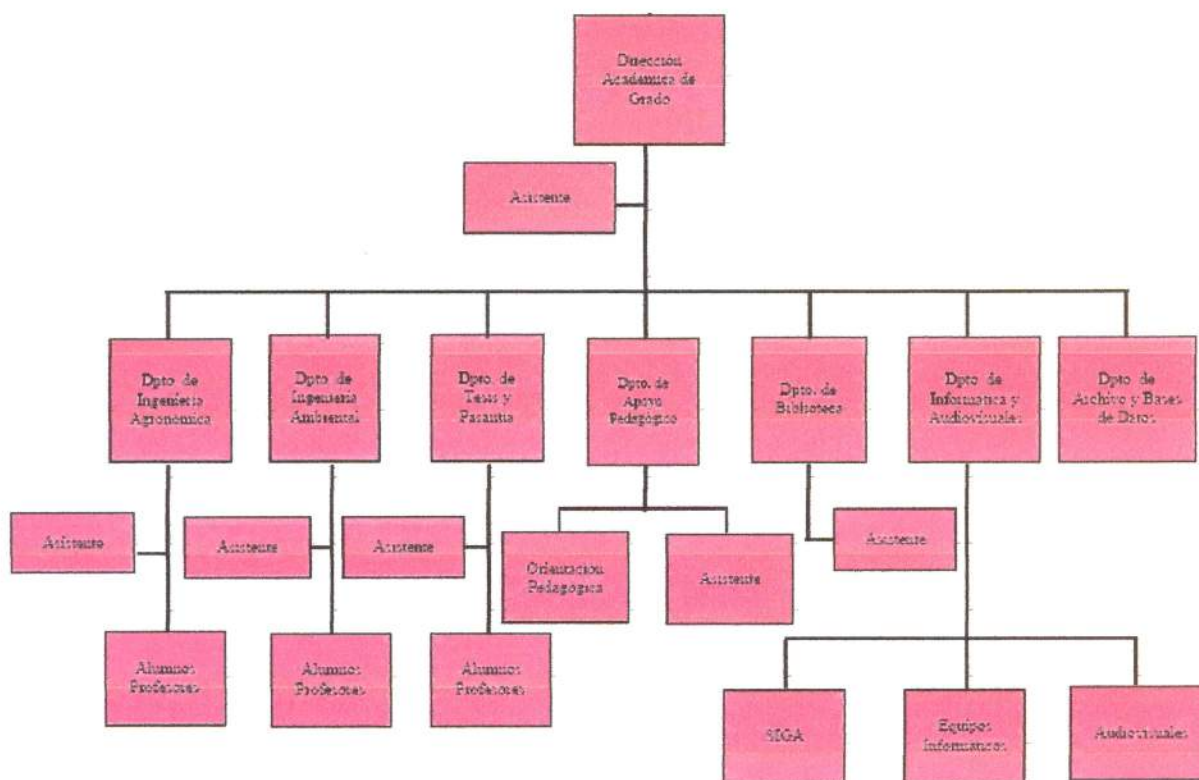 Dirección
Académica de
Grado
Asistente
Dpto. de
Ingeniería
Agronómica
Dpto. de
Ingeniería
Ambiental
Dpto. de
Tesis y
Pasantía
Dpto. de
Apoyo
Pedagógico
Dpto. de
Biblioteca
Dpto de
Informática y
Audiovisuales
Dpto de
Archivo y Bases
de Datos
Asistente
Asistente
Asistente
Orientación
Pedagógica
Asistente
Asistente
Alumnos
Profesores
Alumnos
Profesores
Alumnos
Profesores
SIGA
Equipos
Informáticos
Audiovisuales